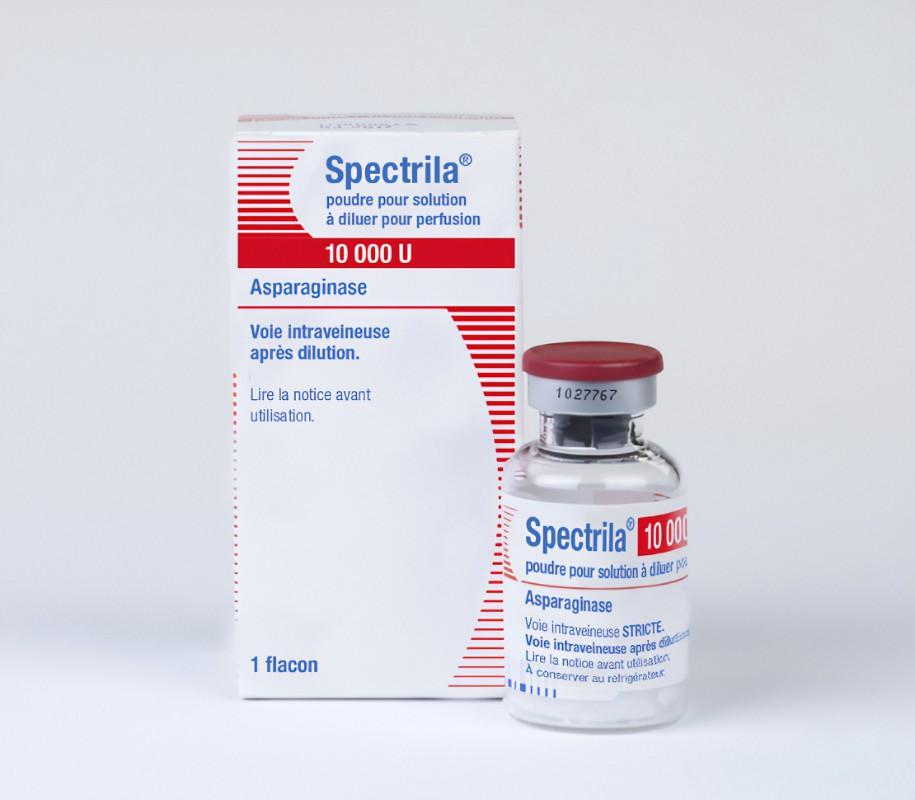 Spectrila®
poudre pour solution
à diluer pour perfusion
10 000 U
Asparaginase
Voie intraveineuse
après dilution.
Lire la notice avant
utilisation.
1 flacon
1027767
Spectrila® 10 000
poudre pour solution à diluer
Asparaginase
Voie intraveineuse STRICTE.
Voie intraveineuse après
Lire la notice avant utilisation.
À conserver au réfrigérateur.